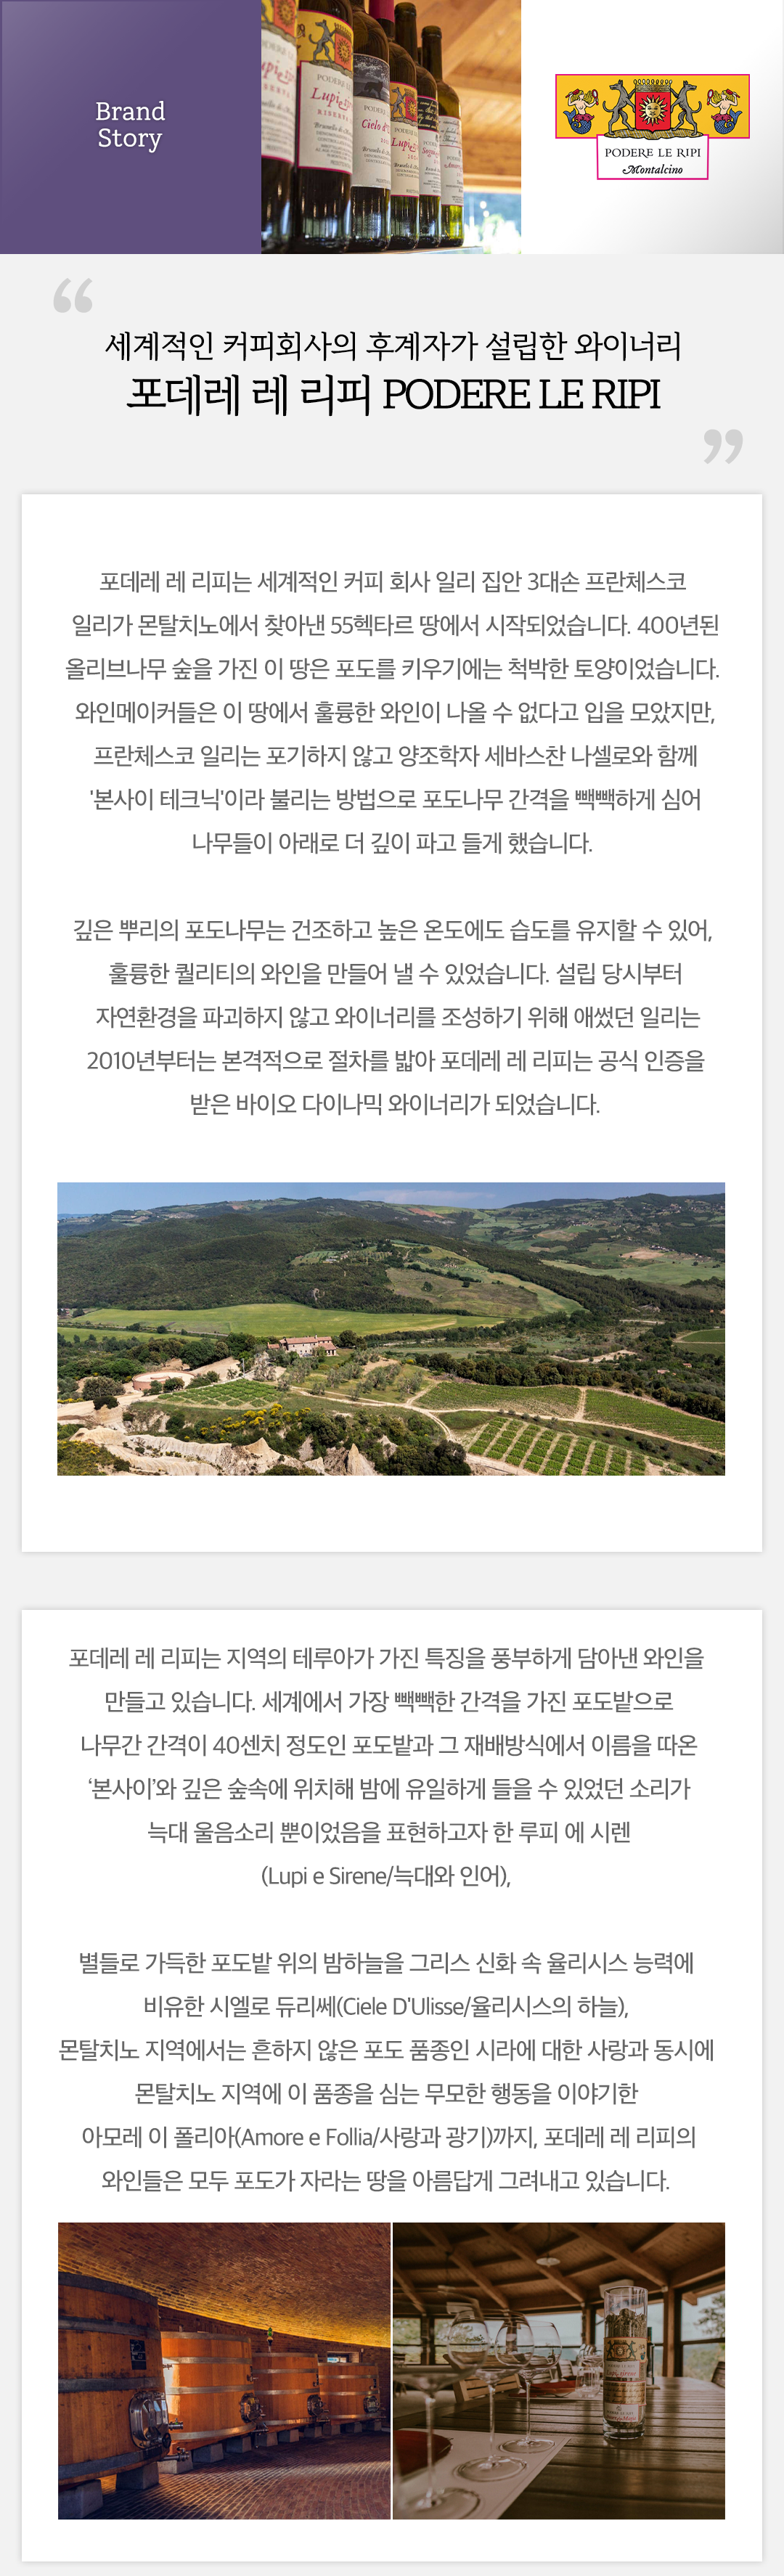 Brand
Story
PODERE LE RIPI
Montalcino
“
세계적인 커피회사의 후계자가 설립한 와이너리
포데레 레 리피 PODERE LE RIPI
”
포데레 레 리피는 세계적인 커피 회사 일리 집안 3대손 프란체스코
일리가 몬탈치노에서 찾아낸 55헥타르 땅에서 시작되었습니다. 400년된
올리브나무 숲을 가진 이 땅은 포도를 키우기에는 척박한 토양이었습니다.
와인메이커들은 이 땅에서 훌륭한 와인이 나올 수 없다고 입을 모았지만,
프란체스코 일리는 포기하지 않고 양조학자 세바스찬 나셀로와 함께
'본사이 테크닉'이라 불리는 방법으로 포도나무 간격을 빽빽하게 심어
나무들이 아래로 더 깊이 파고 들게 했습니다.
깊은 뿌리의 포도나무는 건조하고 높은 온도에도 습도를 유지할 수 있어,
훌륭한 퀄리티의 와인을 만들어 낼 수 있었습니다. 설립 당시부터
자연환경을 파괴하지 않고 와이너리를 조성하기 위해 애썼던 일리는
2010년부터는 본격적으로 절차를 밟아 포데레 레 리피는 공식 인증을
받은 바이오 다이나믹 와이너리가 되었습니다.
포데레 레 리피는 지역의 테루아가 가진 특징을 풍부하게 담아낸 와인을
만들고 있습니다. 세계에서 가장 빽빽한 간격을 가진 포도밭으로
나무간 간격이 40센치 정도인 포도밭과 그 재배방식에서 이름을 따온
‘본사이’와 깊은 숲속에 위치해 밤에 유일하게 들을 수 있었던 소리가
늑대 울음소리 뿐이었음을 표현하고자 한 루피 에 시렌
(Lupi e Sirene/늑대와 인어),
별들로 가득한 포도밭 위의 밤하늘을 그리스 신화 속 율리시스 능력에
비유한 시엘로 듀리쎄(Ciele D'Ulisse/율리시스의 하늘),
몬탈치노 지역에서는 흔하지 않은 포도 품종인 시라에 대한 사랑과 동시에
몬탈치노 지역에 이 품종을 심는 무모한 행동을 이야기한
아모레 이 폴리아(Amore e Follia/사랑과 광기)까지, 포데레 레 리피의
와인들은 모두 포도가 자라는 땅을 아름답게 그려내고 있습니다.